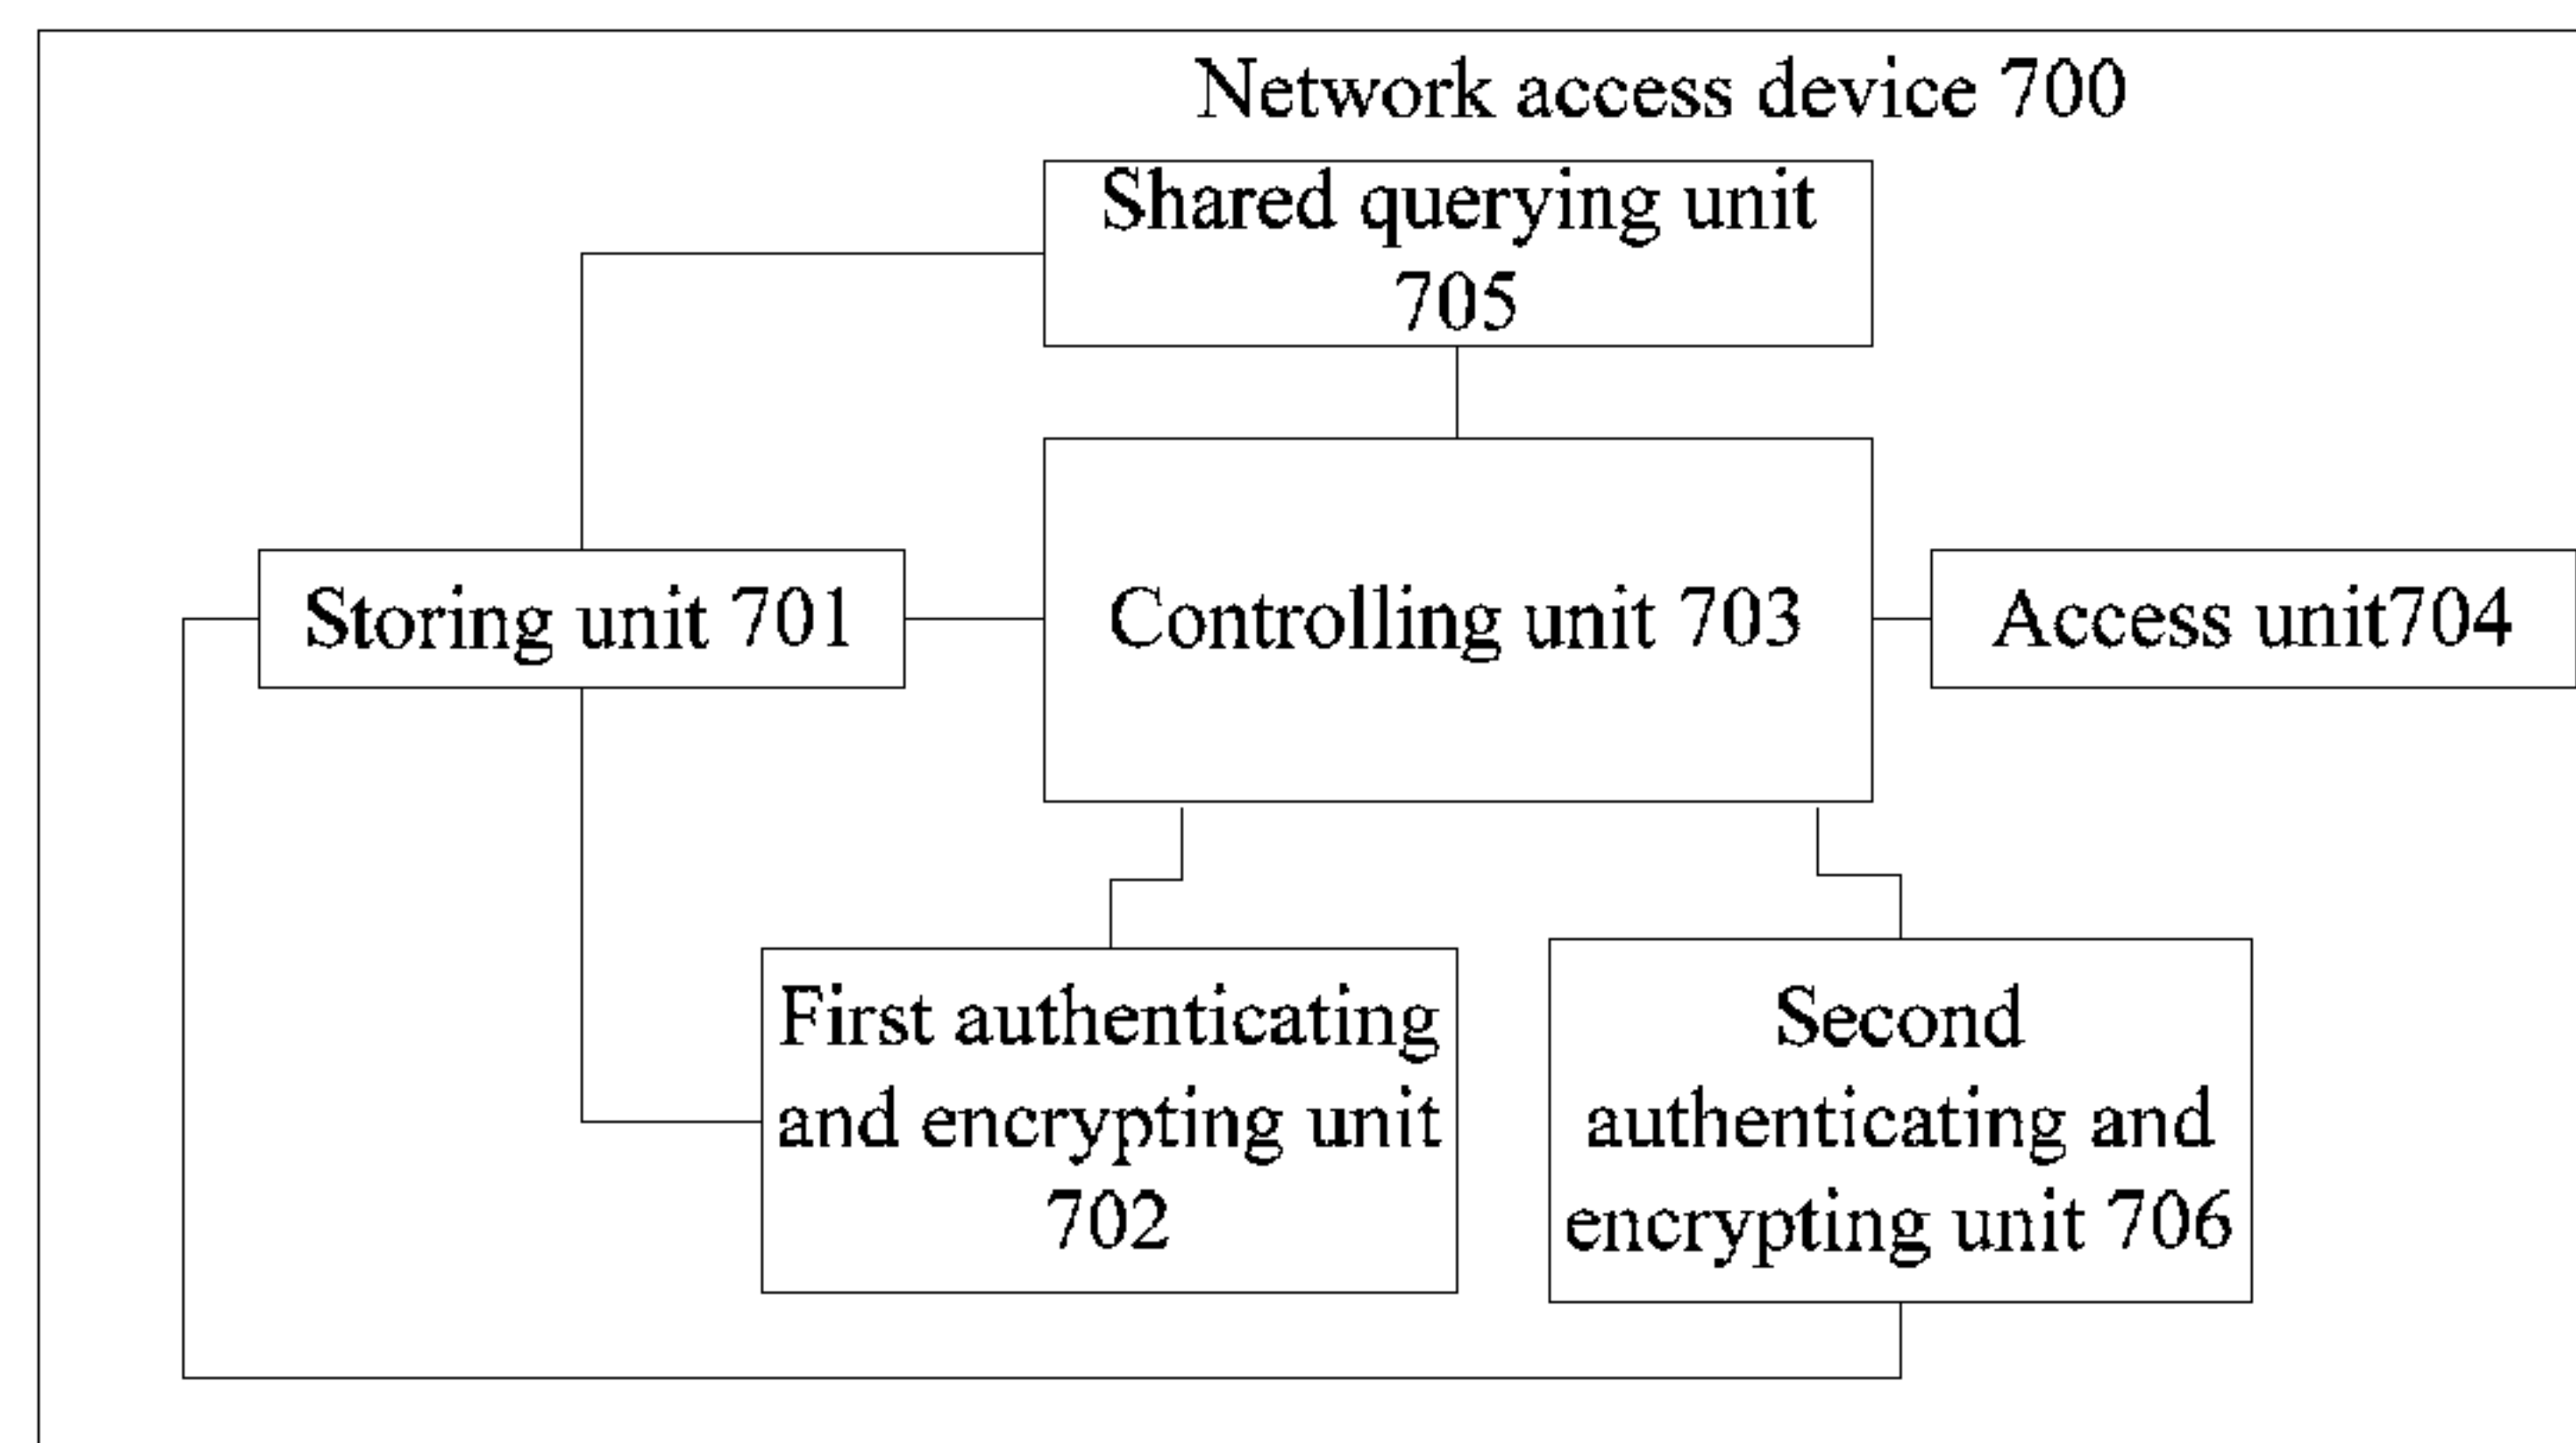 Network access device 700
Shared querying unit
705
Storing unit 701
Controlling unit 703
Access unit704
First authenticating
and encrypting unit
702
Second
authenticating and
encrypting unit 706